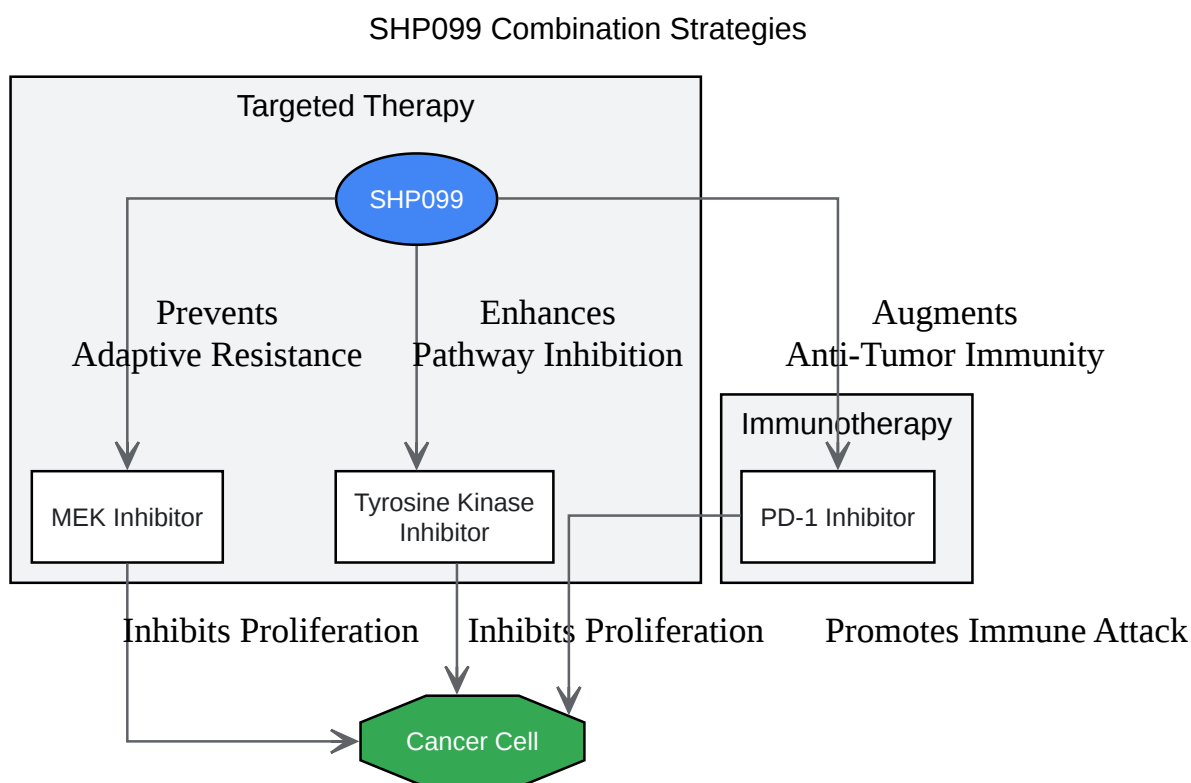 SHP099 Combination Strategies
Targeted Therapy
SHP099
Prevents
Adaptive Resistance
Enhances
Pathway Inhibition
Augments
Anti-Tumor Immunity
Immunotherapy
MEK Inhibitor
Tyrosine Kinase
Inhibitor
PD-1 Inhibitor
Inhibits Proliferation
Inhibits Proliferation
Promotes Immune Attack
Cancer Cell